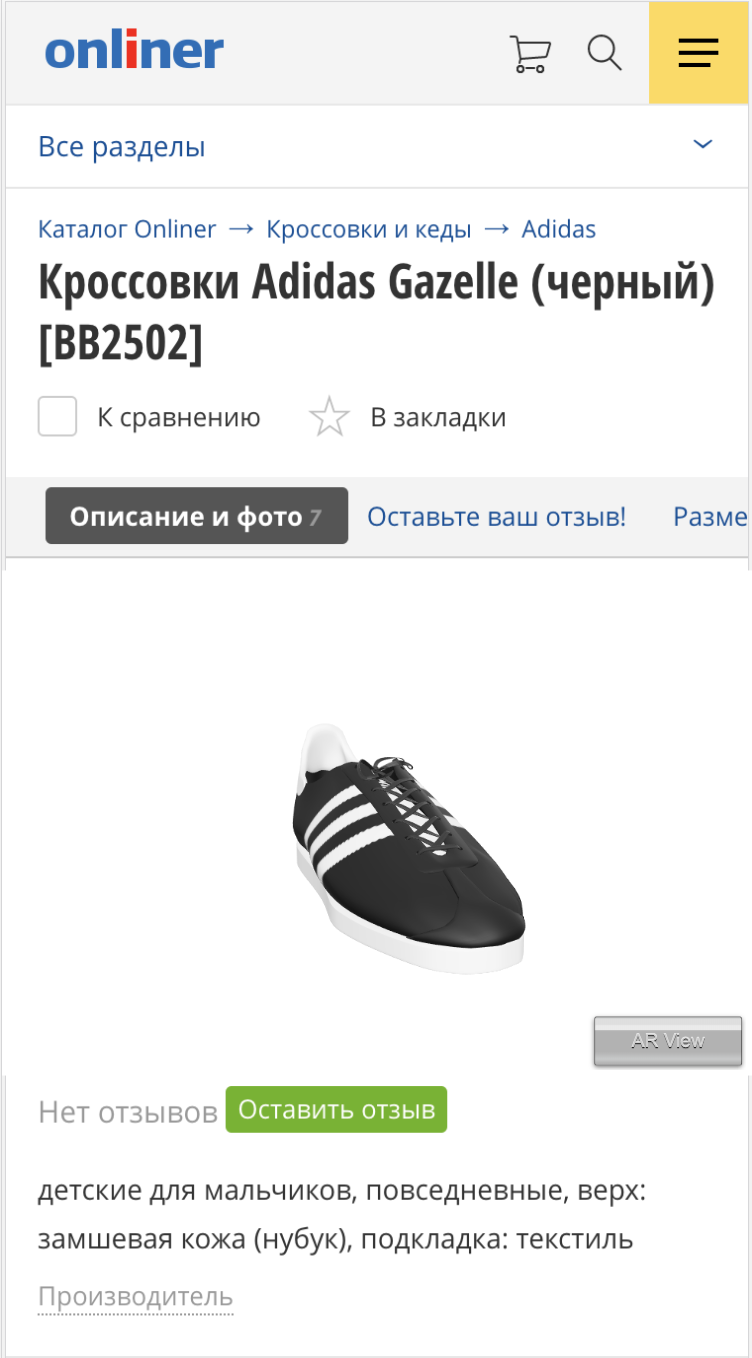 onliner
Все разделы
Каталог Onliner → Кроссовки и кеды → Adidas
Кроссовки Adidas Gazelle (черный)
[BB2502]
К сравнению В закладки
Описание и фото 7 Оставьте ваш отзыв! Разме
AR View
Нет отзывов Оставить отзыв
детские для мальчиков, повседневные, верх:
замшевая кожа (нубук), подкладка: текстиль
Производитель